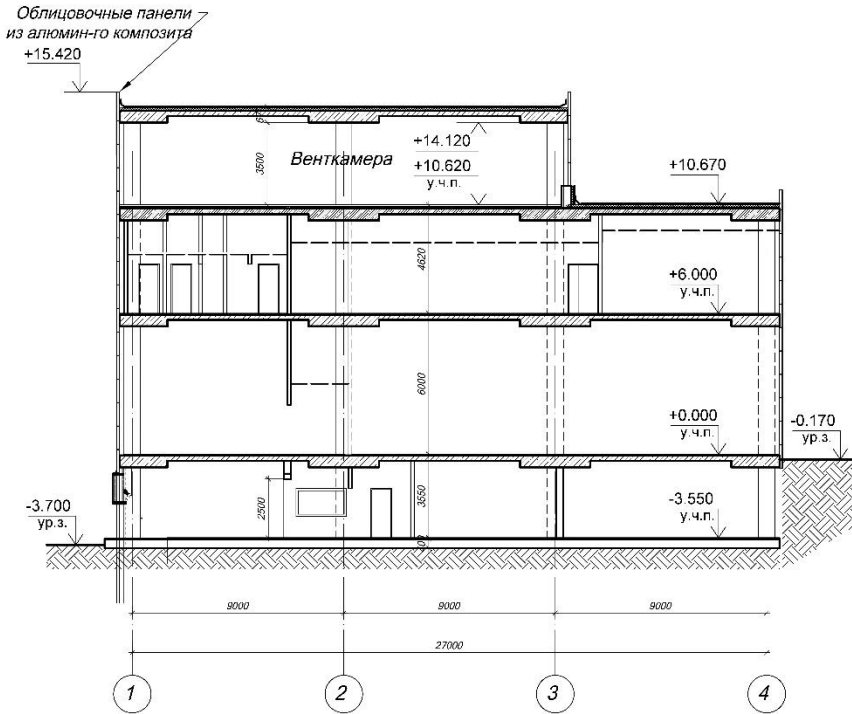 Облицовочные панели
из алюмин-го композита
+15.420
67
+14.120
Венткамера
3500
+10.620
у.ч.п.
+10.670
4620
+6.000
у.ч.п.
6000
+0.000
у.ч.п.
-0.170
ур.з.
-3.700
ур.з.
2500
3550
-3.550
у.ч.п.
400
9000
9000
9000
27000
1
2
3
4